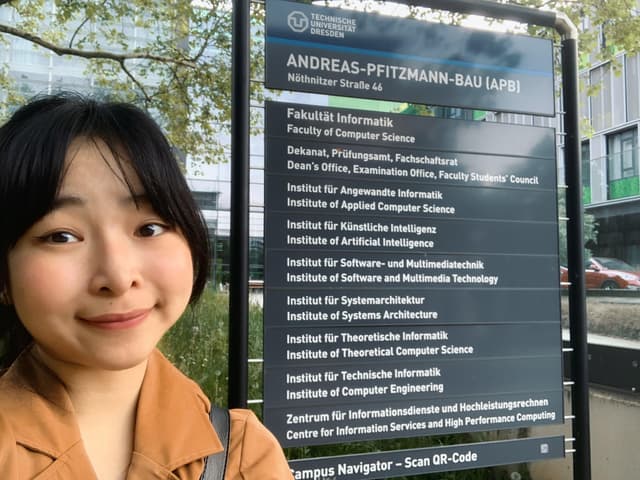 TECHNISCHE
UNIVERSITÄT
DRESDEN
ANDREAS-PFITZMANN-BAU (APB)
Nöthnitzer Straße 46
Fakultät Informatik
Faculty of Computer Science
Dekanat, Prüfungsamt, Fachschaftsrat
Dean's Office, Examination Office, Faculty Students' Council
Institut für Angewandte Informatik
Institute of Applied Computer Science
Institut für Künstliche Intelligenz
Institute of Artificial Intelligence
Institut für Software- und Multimediatechnik
Institute of Software and Multimedia Technology
Institut für Systemarchitektur
Institute of Systems Architecture
Institut für Theoretische Informatik
Institute of Theoretical Computer Science
Institut für Technische Informatik
Institute of Computer Engineering
Zentrum für Informationsdienste und Hochleistungsrechnen
Centre for Information Services and High Performance Computing
Campus Navigator – Scan QR-Code